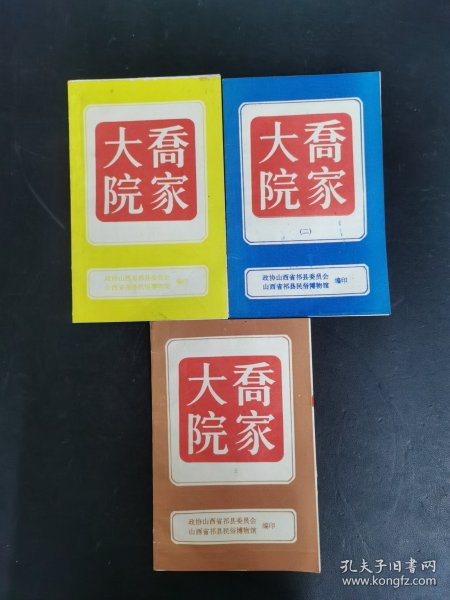 喬家
大院
政协山西省祁县委员会
山西省祁县民俗博物馆
编印
喬家
大院
(二)
政协山西省祁县委员会
山西省祁县民俗博物馆
编印
喬家
大院
政协山西省祁县委员会
山西省祁县民俗博物馆
编印
孔夫子旧书网
www.kongfz.com